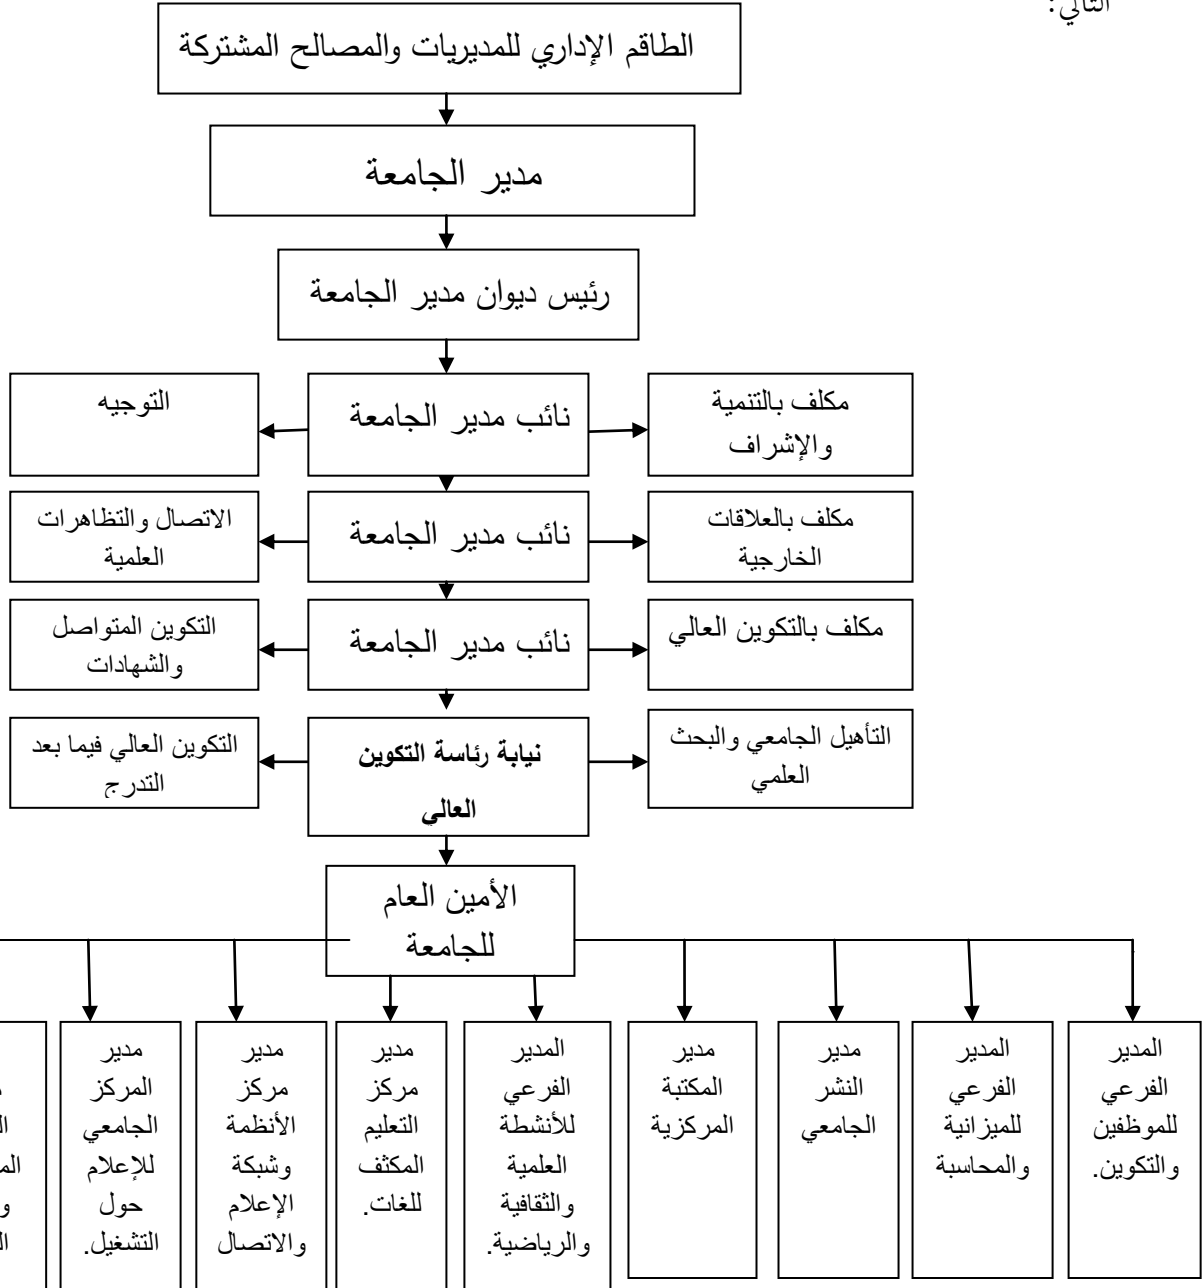 التالي:
الطاقم الإداري للمديريات والمصالح المشتركة
مدير الجامعة
رئيس ديوان مدير الجامعة
مكلف بالتنمية
والإشراف
نائب مدير الجامعة
التوجيه
مكلف بالعلاقات
الخارجية
نائب مدير الجامعة
الاتصال والتظاهرات
العلمية
مكلف بالتكوين العالي
نائب مدير الجامعة
التكوين المتواصل
والشهادات
التأهيل الجامعي والبحث
العلمي
نيابة رئاسة التكوين
العالي
التكوين العالي فيما بعد
التدرج
الأمين العام
للجامعة
المدير
الفرعي
للموظفين
والتكوين.
المدير
الفرعي
للميزانية
والمحاسبة
مدير
النشر
الجامعي
مدير
المكتبة
المركزية
المدير
الفرعي
للأنشطة
العلمية
والثقافية
والرياضية.
مدير
مركز
التعليم
المكثف
للغات.
مدير
مركز
الأنظمة
وشبكة
الإعلام
والاتصال
مدير
المركز
الجامعي
للإعلام
حول
التشغيل.